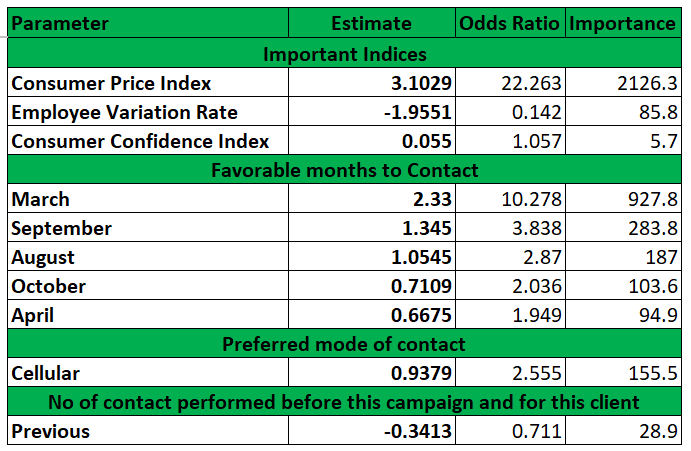 Parameter Estimate Odds Ratio Importance
Important Indices
Consumer Price Index 3.1029 22.263 2126.3
Employee Variation Rate -1.9551 0.142 85.8
Consumer Confidence Index 0.055 1.057 5.7
Favorable months to Contact
March 2.33 10.278 927.8
September 1.345 3.838 283.8
August 1.0545 2.87 187
October 0.7109 2.036 103.6
April 0.6675 1.949 94.9
Preferred mode of contact
Cellular 0.9379 2.555 155.5
No of contact performed before this campaign and for this client
Previous -0.3413 0.711 28.9